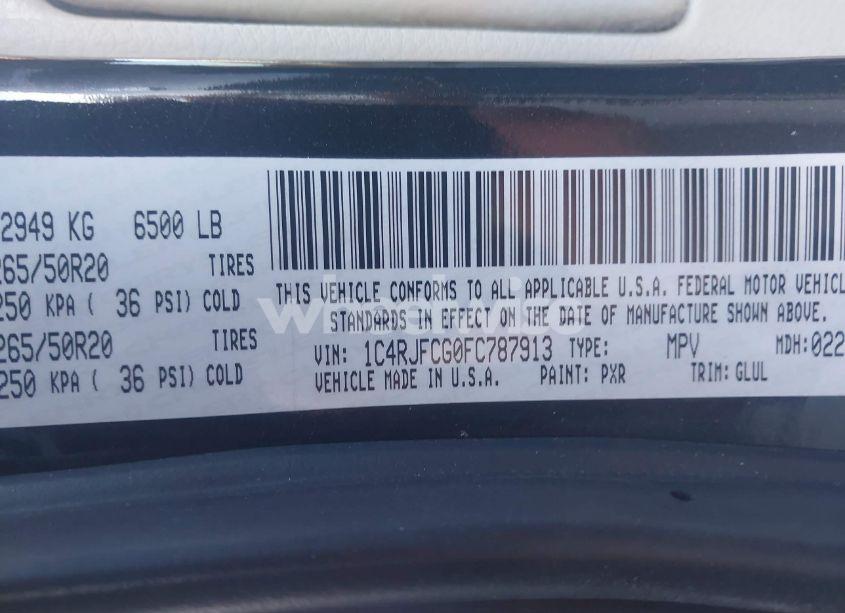 2949 KG 6500 LB
265/50R20 TIRES
250 KPA ( 36 PSI) COLD
265/50R20 TIRES
250 KPA ( 36 PSI) COLD
THIS VEHICLE CONFORMS TO ALL APPLICABLE U.S.A. FEDERAL MOTOR VEHICL
STANDARDS IN EFFECT ON THE DATE OF MANUFACTURE SHOWN ABOVE.
VIN: 1C4RJFCG0FC787913 TYPE: MPV MDH:022
VEHICLE MADE IN U.S.A. PAINT: PXR TRIM: GLUL